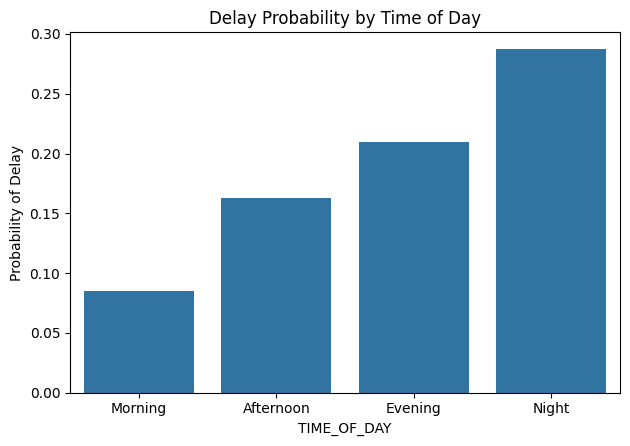 Delay Probability by Time of Day
Probability of Delay
0.30
0.25
0.20
0.15
0.10
0.05
0.00
Morning Afternoon Evening Night
TIME_OF_DAY